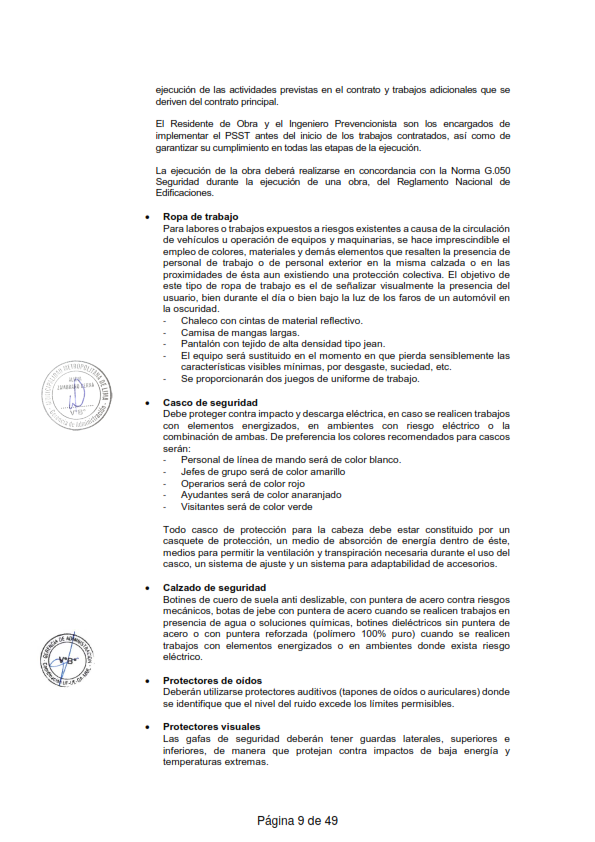 ejecución de las actividades previstas en el contrato y trabajos adicionales que se
deriven del contrato principal.
El Residente de Obra y el Ingeniero Prevencionista son los encargados de
implementar el PSST antes del inicio de los trabajos contratados, así como de
garantizar su cumplimiento en todas las etapas de la ejecución.
La ejecución de la obra deberá realizarse en concordancia con la Norma G.050
Seguridad durante la ejecución de una obra, del Reglamento Nacional de
Edificaciones.
• Ropa de trabajo
Para labores o trabajos expuestos a riesgos existentes a causa de la circulación
de vehículos u operación de equipos y maquinarias, se hace imprescindible el
empleo de colores, materiales y demás elementos que resalten la presencia de
personal de trabajo o de personal exterior en la misma calzada o en las
proximidades de ésta aun existiendo una protección colectiva. El objetivo de
este tipo de ropa de trabajo es el de señalizar visualmente la presencia del
usuario, bien durante el día o bien bajo la luz de los faros de un automóvil en
la oscuridad.
- Chaleco con cintas de material reflectivo.
- Camisa de mangas largas.
- Pantalón con tejido de alta densidad tipo jean.
- El equipo será sustituido en el momento en que pierda sensiblemente las
características visibles mínimas, por desgaste, suciedad, etc.
- Se proporcionarán dos juegos de uniforme de trabajo.
• Casco de seguridad
Debe proteger contra impacto y descarga eléctrica, en caso se realicen trabajos
con elementos energizados, en ambientes con riesgo eléctrico o la
combinación de ambas. De preferencia los colores recomendados para cascos
serán:
- Personal de línea de mando será de color blanco.
- Jefes de grupo será de color amarillo
- Operarios será de color rojo
- Ayudantes será de color anaranjado
- Visitantes será de color verde
Todo casco de protección para la cabeza debe estar constituido por un
casquete de protección, un medio de absorción de energía dentro de éste,
medios para permitir la ventilación y transpiración necesaria durante el uso del
casco, un sistema de ajuste y un sistema para adaptabilidad de accesorios.
• Calzado de seguridad
Botines de cuero de suela anti deslizable, con puntera de acero contra riesgos
mecánicos, botas de jebe con puntera de acero cuando se realicen trabajos en
presencia de agua o soluciones químicas, botines dieléctricos sin puntera de
acero o con puntera reforzada (polímero 100% puro) cuando se realicen
trabajos con elementos energizados o en ambientes donde exista riesgo
eléctrico.
• Protectores de oídos
Deberán utilizarse protectores auditivos (tapones de oídos o auriculares) donde
se identifique que el nivel del ruido excede los límites permisibles.
• Protectores visuales
Las gafas de seguridad deberán tener guardas laterales, superiores e
inferiores, de manera que protejan contra impactos de baja energía y
temperaturas extremas.
METROPOLITANA DE LIMA
V°B°
GERENCIA DE ADMINISTRACIÓN
V°B°
Página 9 de 49